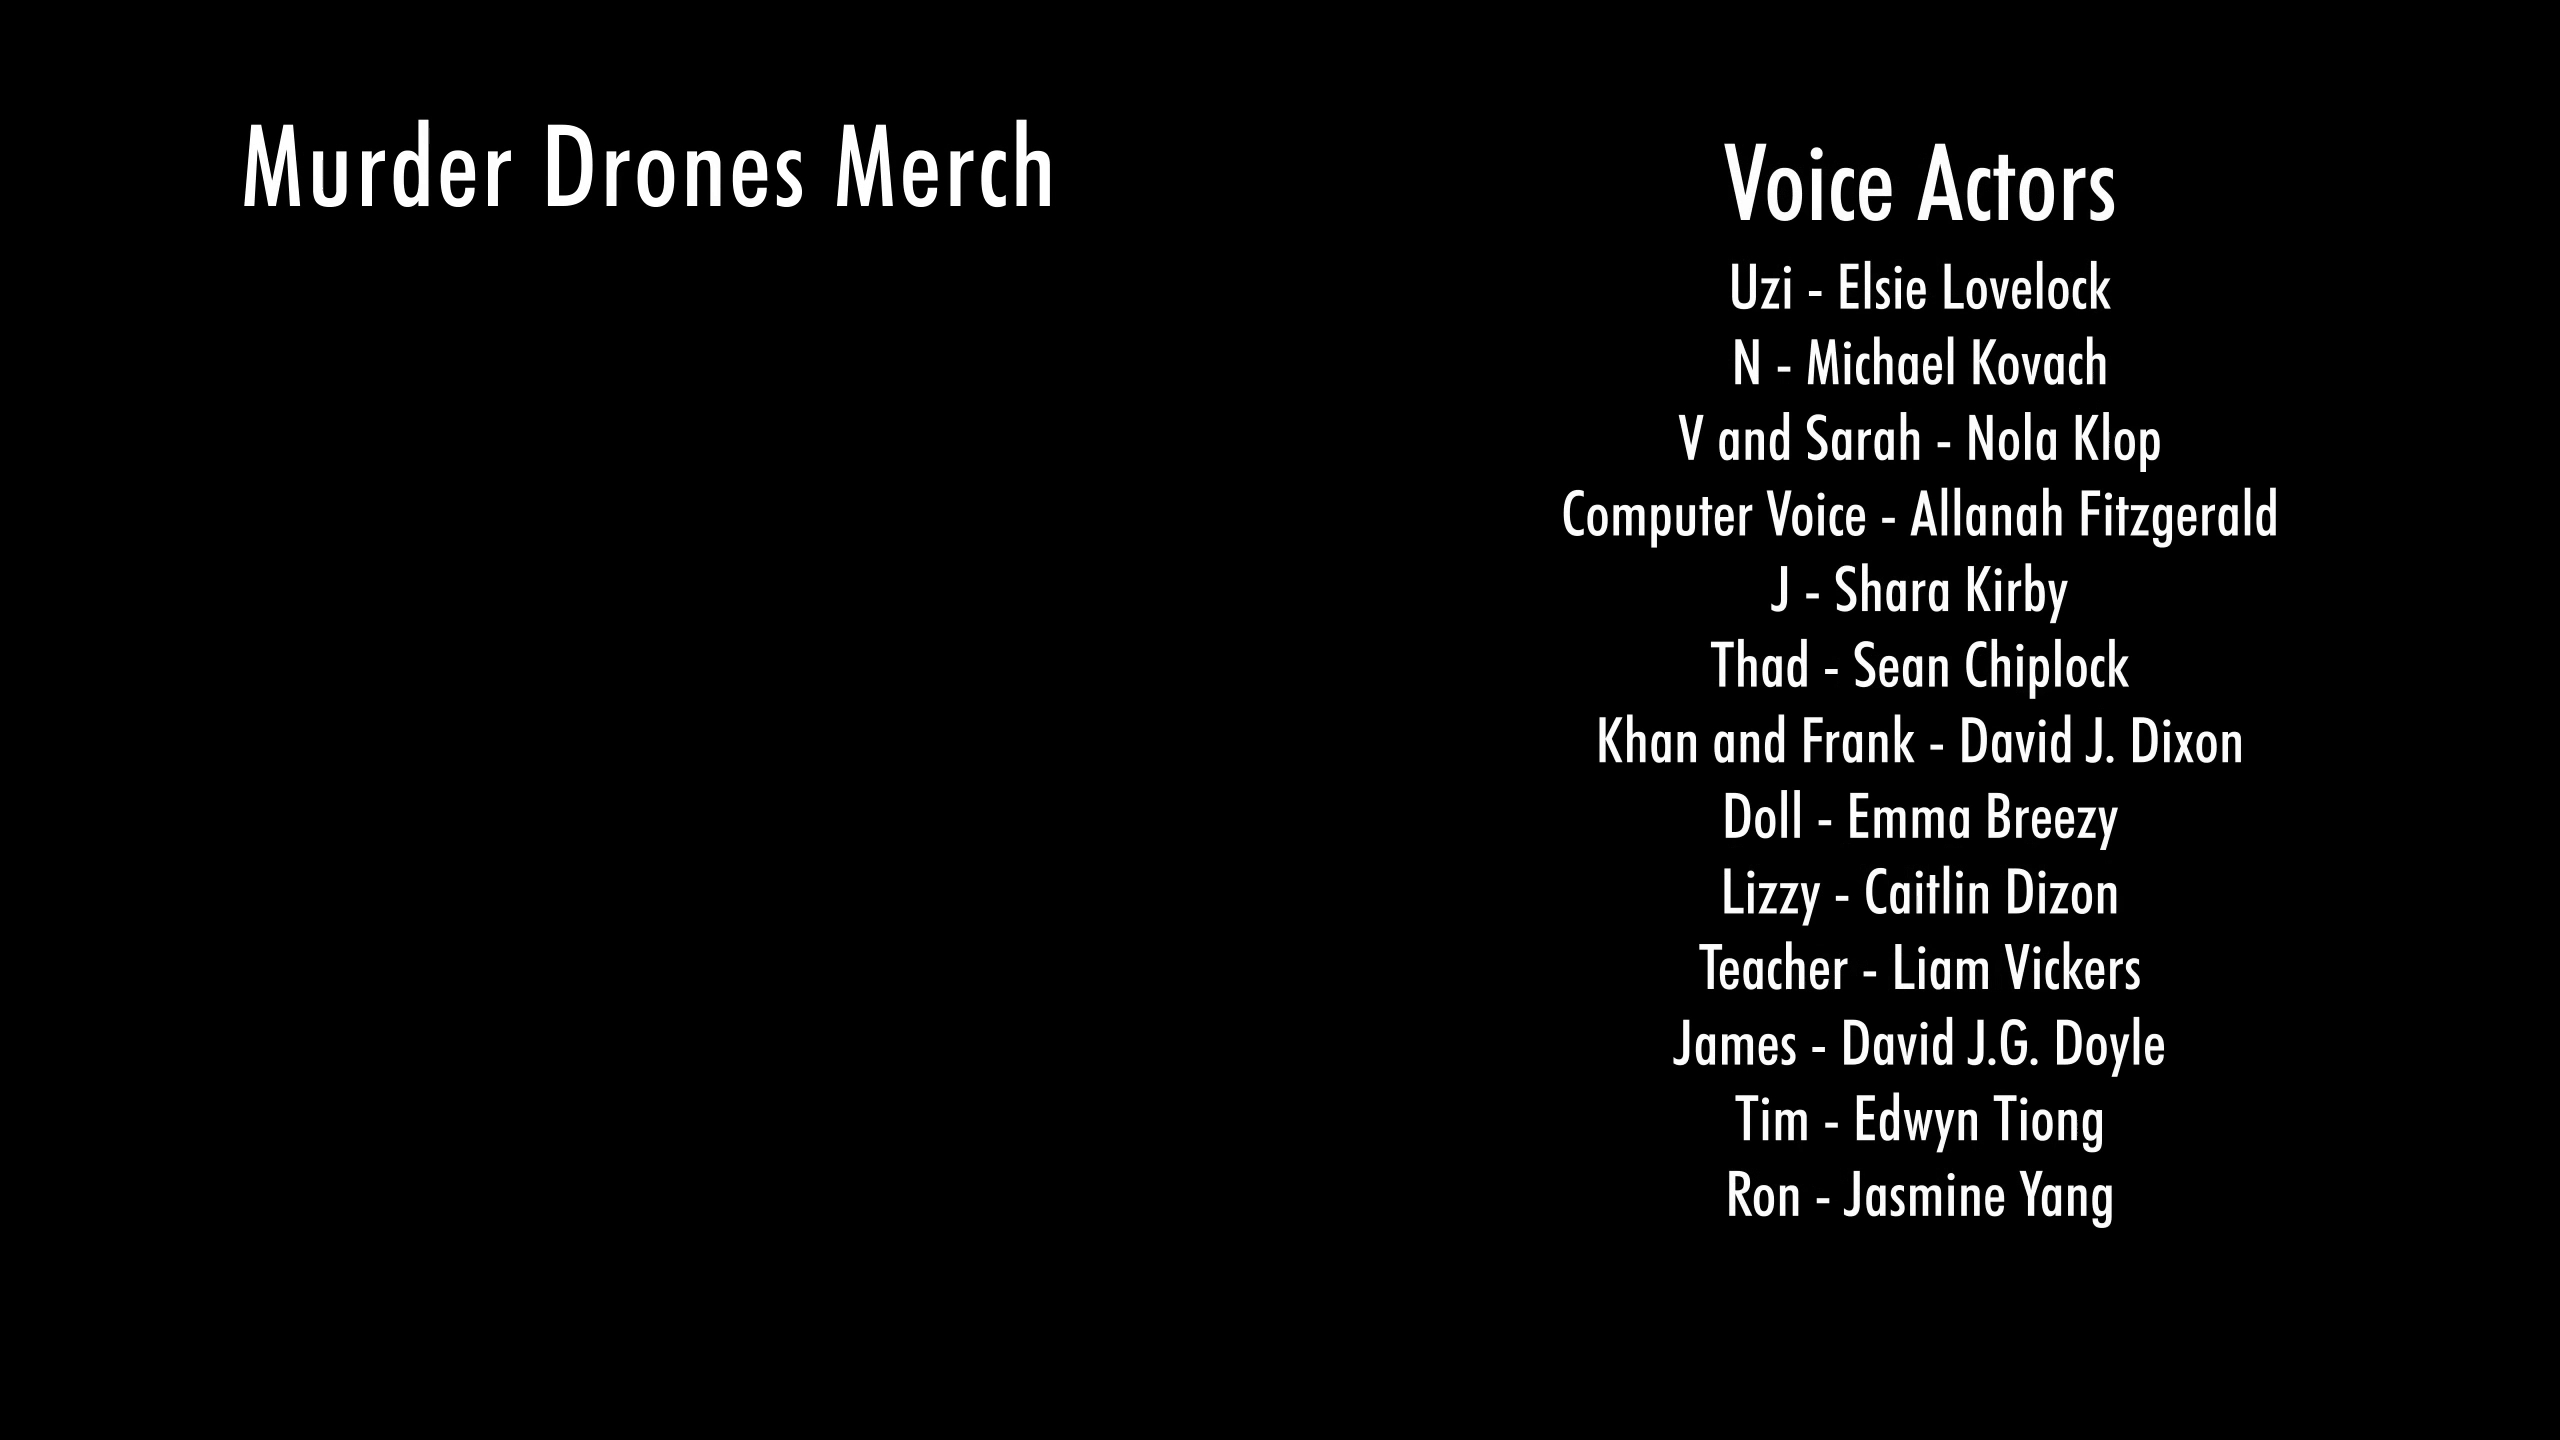 Murder Drones Merch
Voice Actors
Uzi - Elsie Lovelock
N - Michael Kovach
V and Sarah - Nola Klop
Computer Voice - Allanah Fitzgerald
J - Shara Kirby
Thad - Sean Chiplock
Khan and Frank - David J. Dixon
Doll - Emma Breezy
Lizzy - Caitlin Dizon
Teacher - Liam Vickers
James - David J.G. Doyle
Tim - Edwyn Tiong
Ron - Jasmine Yang